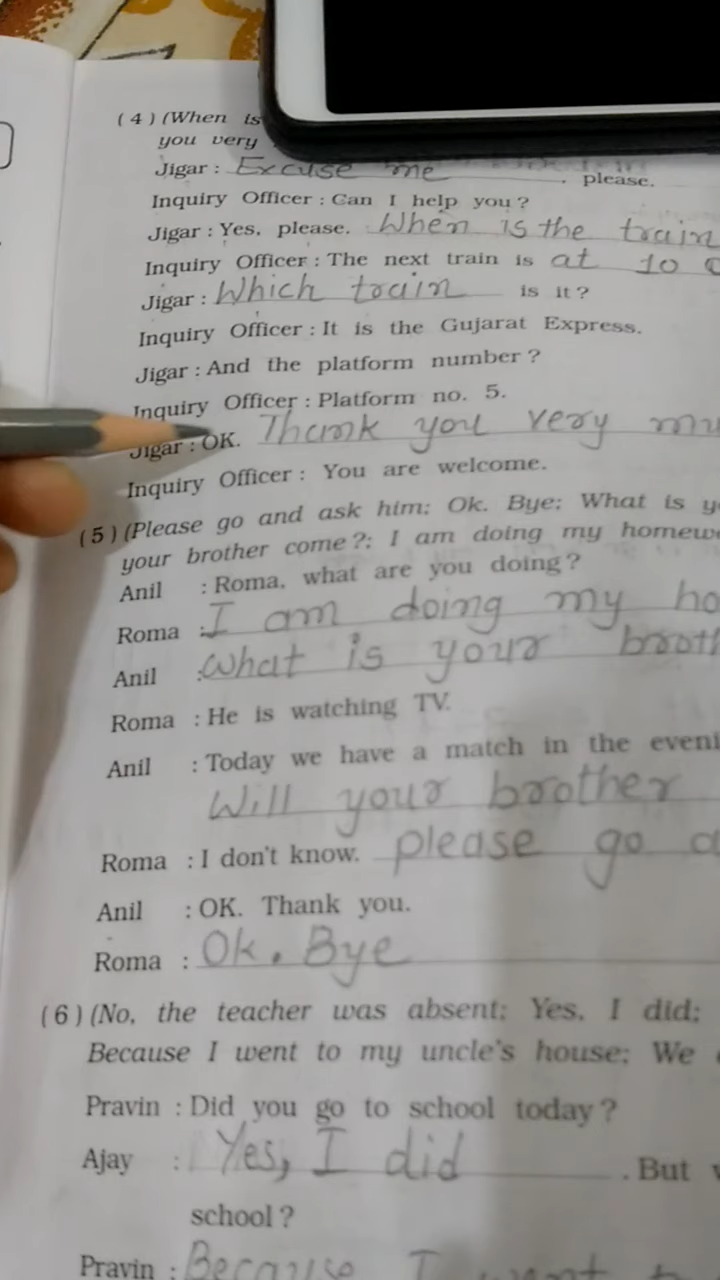 (4) (When is
you very
Jigar : Excuse me . please.
Inquiry Officer : Can I help you?
Jigar : Yes, please. When is the train
Inquiry Officer : The next train is at 10
Jigar : Which train is it?
Inquiry Officer : It is the Gujarat Express.
Jigar : And the platform number?
Inquiry Officer : Platform no. 5.
Jigar : OK. Thank you very mu
Inquiry Officer : You are welcome.
(5) (Please go and ask him; Ok. Bye; What is y
your brother come?; I am doing my homew
Anil : Roma, what are you doing?
Roma : I am doing my ho
Anil : What is your broth
Roma : He is watching TV.
Anil : Today we have a match in the eveni
Will your brother
Roma : I don't know. please go a
Anil : OK. Thank you.
Roma : Ok. Bye
(6) (No, the teacher was absent; Yes, I did;
Because I went to my uncle's house; We
Pravin : Did you go to school today?
Ajay : Yes, I did . But w
school?
Pravin : Because I went to